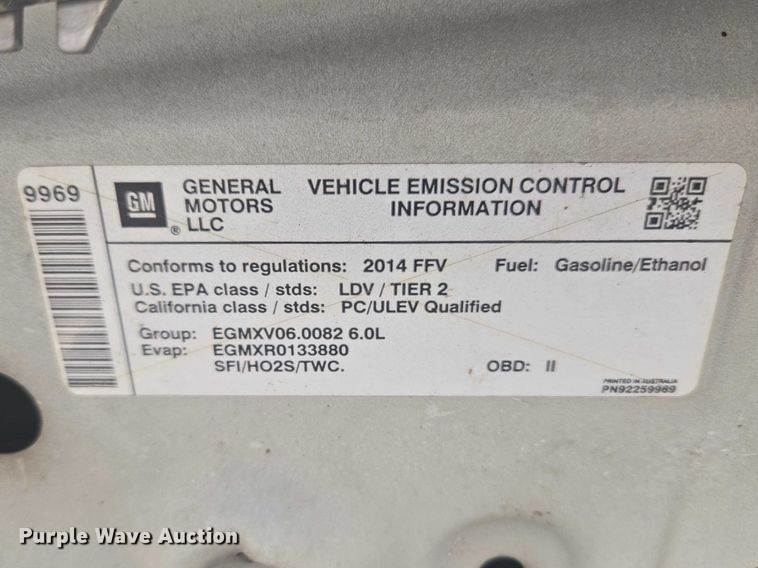 9969
GM
®
GENERAL
MOTORS
LLC
VEHICLE EMISSION CONTROL
INFORMATION
Conforms to regulations: 2014 FFV Fuel: Gasoline/Ethanol
U.S. EPA class / stds: LDV / TIER 2
California class / stds: PC/ULEV Qualified
Group: EGMXV06.0082 6.0L
Evap: EGMXR0133880
SFI/HO2S/TWC. OBD: II
PRINTED IN AUSTRALIA
PN92259969
Purple Wave Auction